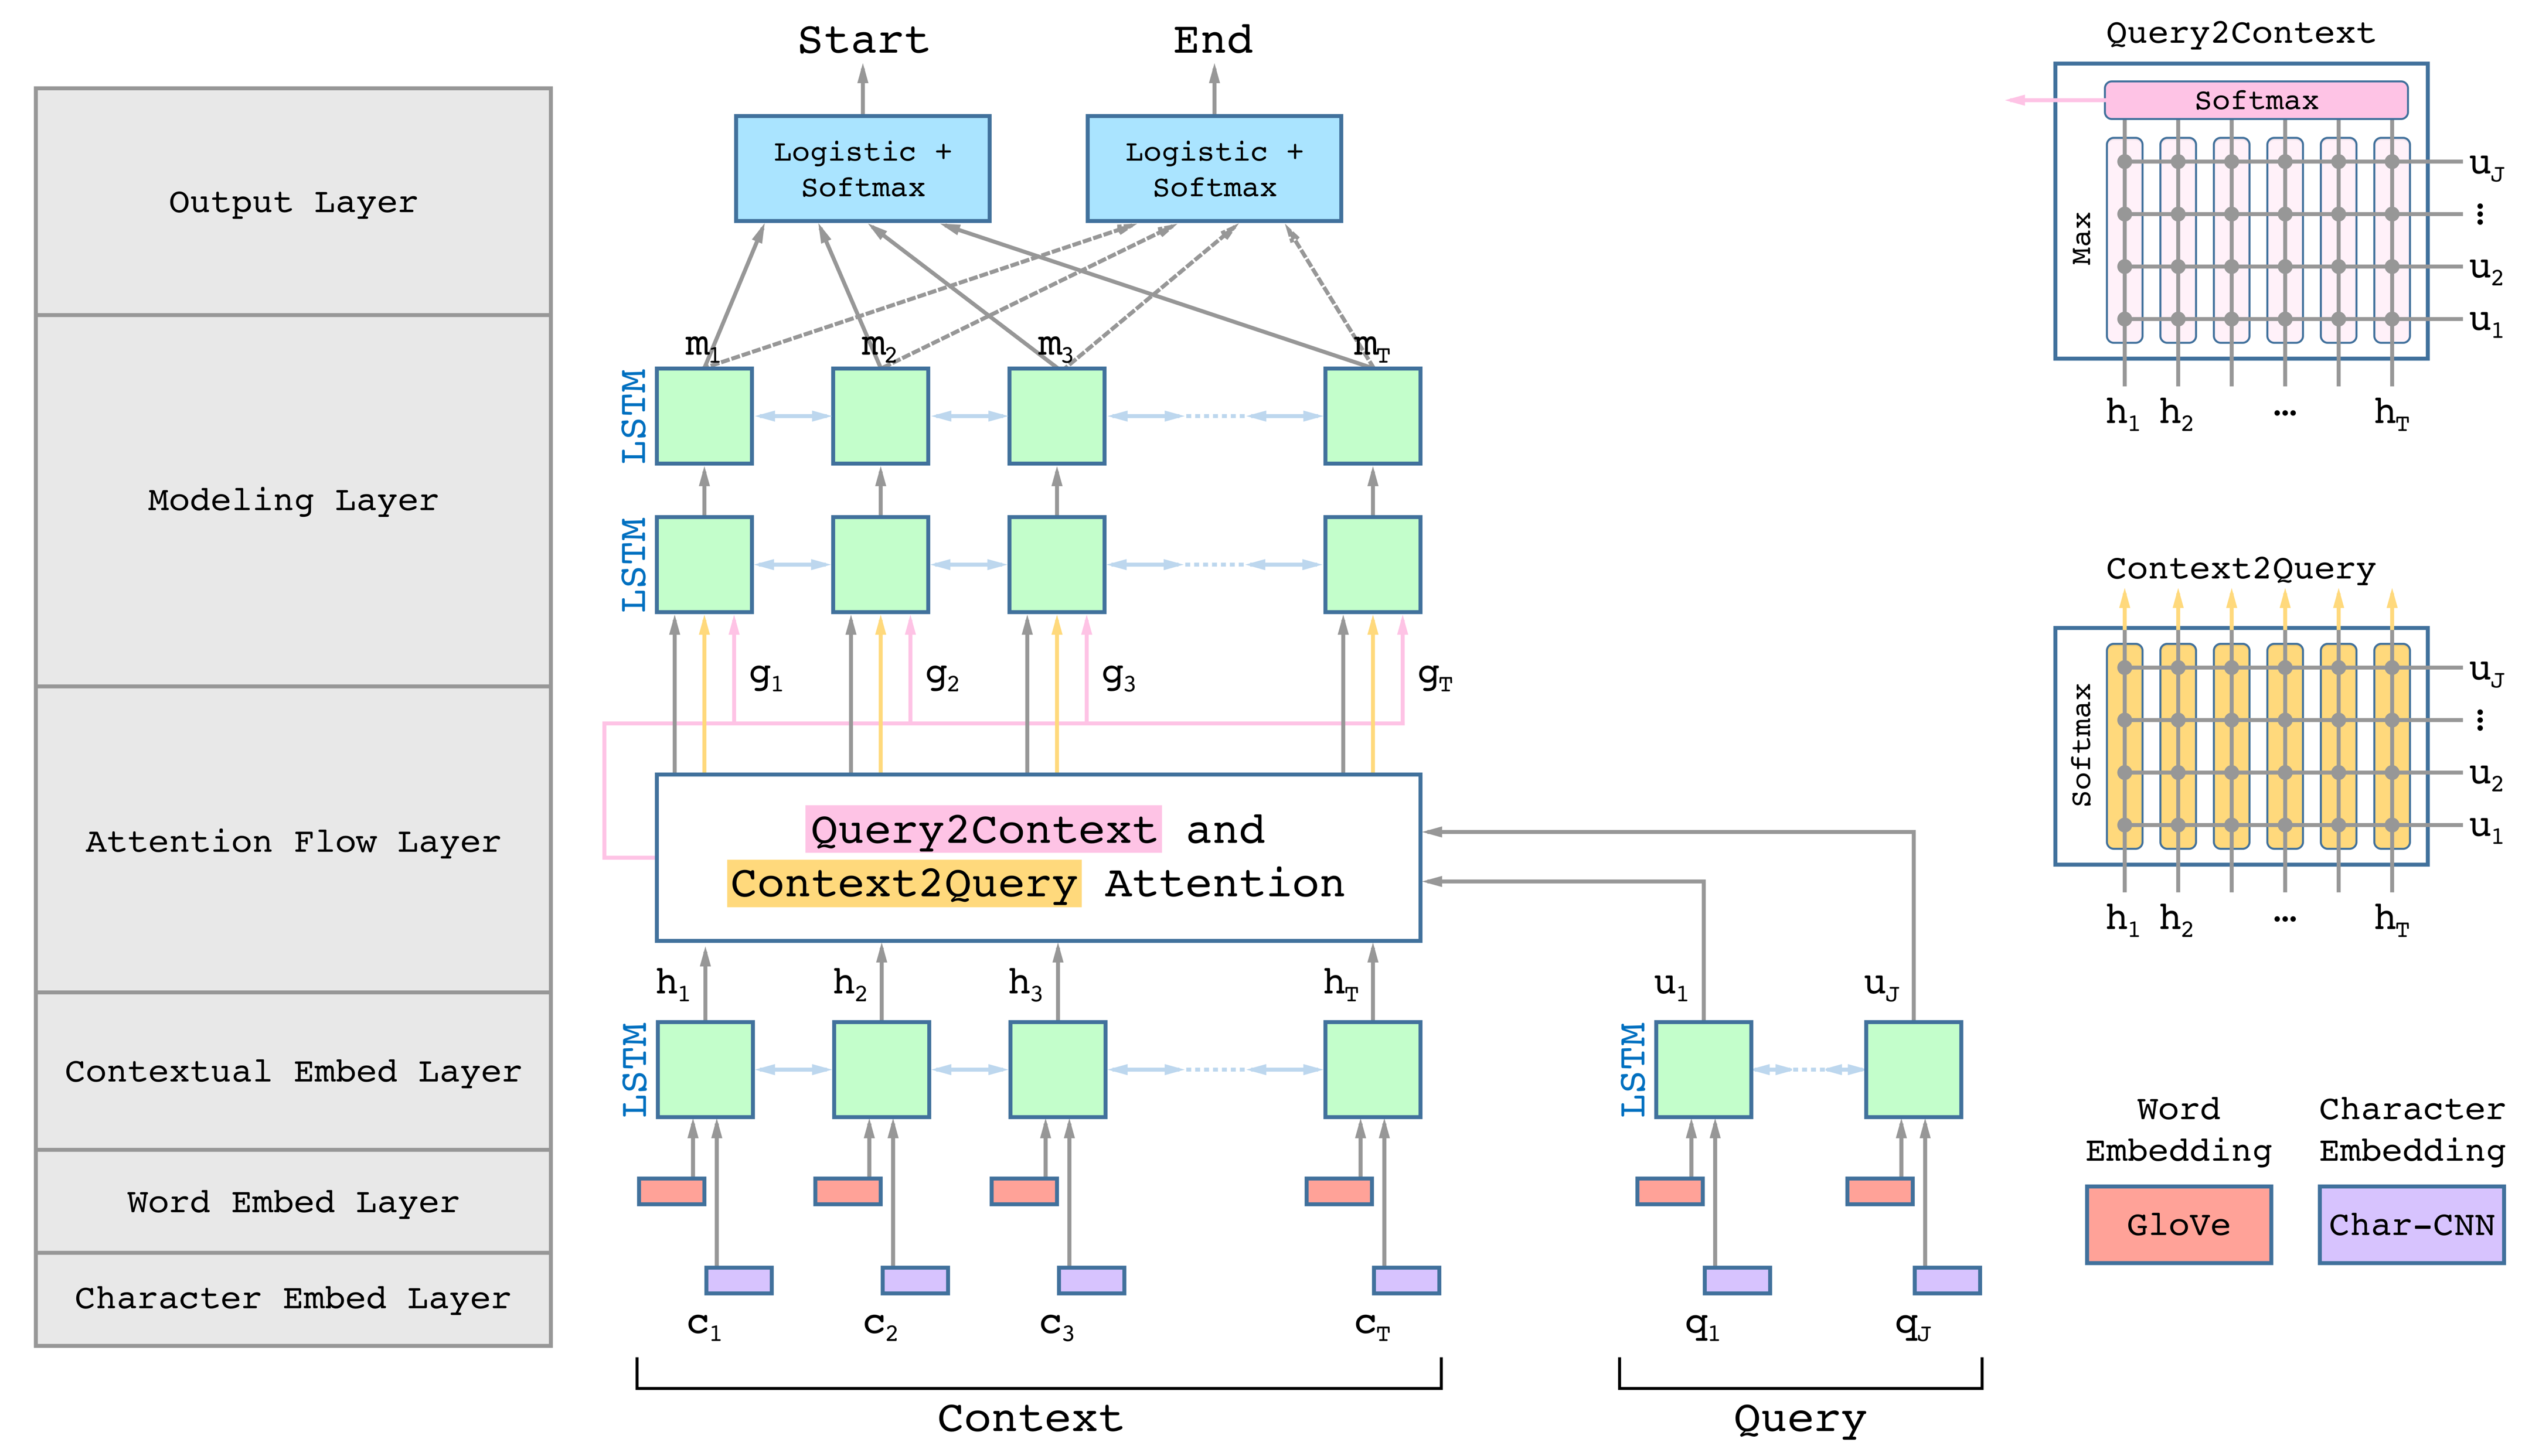 Start
End
Query2Context
Softmax
Logistic +
Softmax
Logistic +
Softmax
Max
uJ
⋮
u2
u1
h1 h2 … hT
Output Layer
m1
m2
m3
mT
LSTM
Modeling Layer
LSTM
Context2Query
Softmax
uJ
⋮
u2
u1
h1 h2 … hT
g1
g2
g3
gT
Attention Flow Layer
Query2Context and
Context2Query Attention
h1
h2
h3
hT
u1
uJ
Contextual Embed Layer
LSTM
LSTM
Word
Embedding
Character
Embedding
Word Embed Layer
GloVe
Char-CNN
Character Embed Layer
c1
c2
c3
cT
q1
qJ
Context
Query